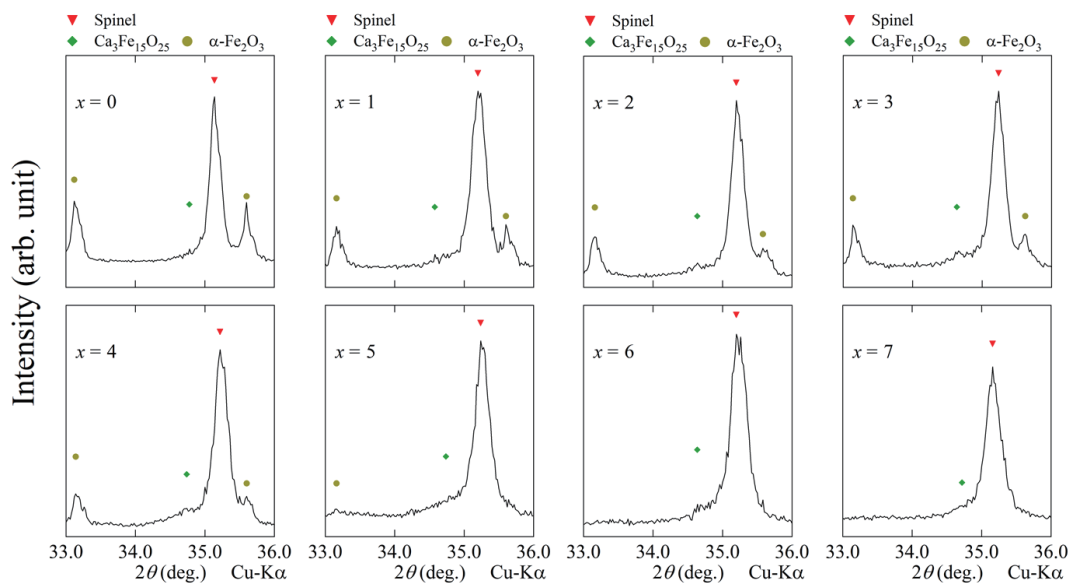 Spinel
Ca3Fe15O25 α-Fe2O3
Spinel
Ca3Fe15O25 α-Fe2O3
Spinel
Ca3Fe15O25 α-Fe2O3
Spinel
Ca3Fe15O25 α-Fe2O3
Intensity (arb. unit)
x = 0
x = 1
x = 2
x = 3
x = 4
x = 5
x = 6
x = 7
33.0 34.0 35.0 36.0
2θ (deg.) Cu-Kα
33.0 34.0 35.0 36.0
2θ (deg.) Cu-Kα
33.0 34.0 35.0 36.0
2θ (deg.) Cu-Kα
33.0 34.0 35.0 36.0
2θ (deg.) Cu-Kα